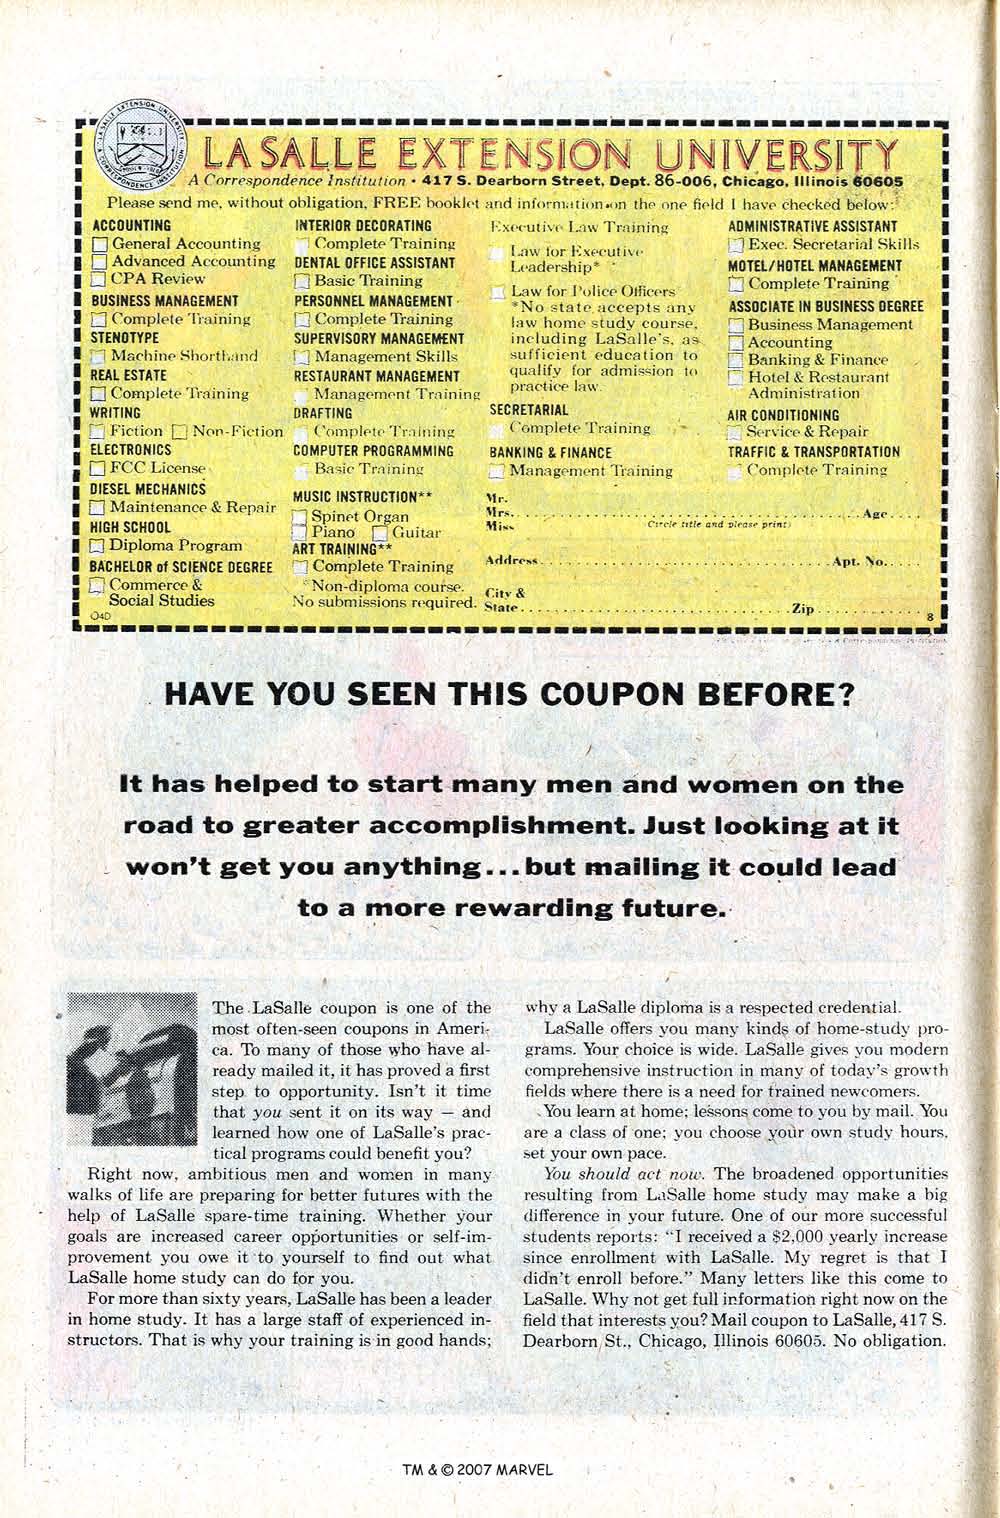 LASALLE EXTENSION UNIVERSITY
A Correspondence Institution • 417 S. Dearborn Street, Dept. 86-006, Chicago, Illinois 60605
Please send me, without obligation, FREE booklet and information on the one field I have checked below:
ACCOUNTING
General Accounting
Advanced Accounting
CPA Review
BUSINESS MANAGEMENT
Complete Training
STENOTYPE
Machine Shorthand
REAL ESTATE
Complete Training
WRITING
Fiction Non-Fiction
ELECTRONICS
FCC License
DIESEL MECHANICS
Maintenance & Repair
HIGH SCHOOL
Diploma Program
BACHELOR of SCIENCE DEGREE
Commerce &
Social Studies
04D
INTERIOR DECORATING
Complete Training
DENTAL OFFICE ASSISTANT
Basic Training
PERSONNEL MANAGEMENT
Complete Training
SUPERVISORY MANAGEMENT
Management Skills
RESTAURANT MANAGEMENT
Management Training
DRAFTING
Complete Training
COMPUTER PROGRAMMING
Basic Training
MUSIC INSTRUCTION**
Spinet Organ
Piano Guitar
ART TRAINING**
Complete Training
*Non-diploma course.
No submissions required.
Executive Law Training
Law for Executive
Leadership*
Law for Police Officers
*No state accepts any
law home study course,
including LaSalle's, as
sufficient education to
qualify for admission to
practice law.
SECRETARIAL
Complete Training
BANKING & FINANCE
Management Training
ADMINISTRATIVE ASSISTANT
Exec. Secretarial Skills
MOTEL/HOTEL MANAGEMENT
Complete Training
ASSOCIATE IN BUSINESS DEGREE
Business Management
Accounting
Banking & Finance
Hotel & Restaurant
Administration
AIR CONDITIONING
Service & Repair
TRAFFIC & TRANSPORTATION
Complete Training
Mr.
Mrs. Age
Miss (Circle title and please print)
Address Apt. No.
City &
State Zip
8
HAVE YOU SEEN THIS COUPON BEFORE?
It has helped to start many men and women on the
road to greater accomplishment. Just looking at it
won't get you anything...but mailing it could lead
to a more rewarding future.
The LaSalle coupon is one of the
most often-seen coupons in Ameri-
ca. To many of those who have al-
ready mailed it, it has proved a first
step to opportunity. Isn't it time
that you sent it on its way — and
learned how one of LaSalle's prac-
tical programs could benefit you?
Right now, ambitious men and women in many
walks of life are preparing for better futures with the
help of LaSalle spare-time training. Whether your
goals are increased career opportunities or self-im-
provement you owe it to yourself to find out what
LaSalle home study can do for you.
For more than sixty years, LaSalle has been a leader
in home study. It has a large staff of experienced in-
structors. That is why your training is in good hands;
why a LaSalle diploma is a respected credential.
LaSalle offers you many kinds of home-study pro-
grams. Your choice is wide. LaSalle gives you modern
comprehensive instruction in many of today's growth
fields where there is a need for trained newcomers.
You learn at home; lessons come to you by mail. You
are a class of one; you choose your own study hours,
set your own pace.
You should act now. The broadened opportunities
resulting from LaSalle home study may make a big
difference in your future. One of our more successful
students reports: "I received a $2,000 yearly increase
since enrollment with LaSalle. My regret is that I
didn't enroll before." Many letters like this come to
LaSalle. Why not get full information right now on the
field that interests you? Mail coupon to LaSalle, 417 S.
Dearborn St., Chicago, Illinois 60605. No obligation.
TM & © 2007 MARVEL